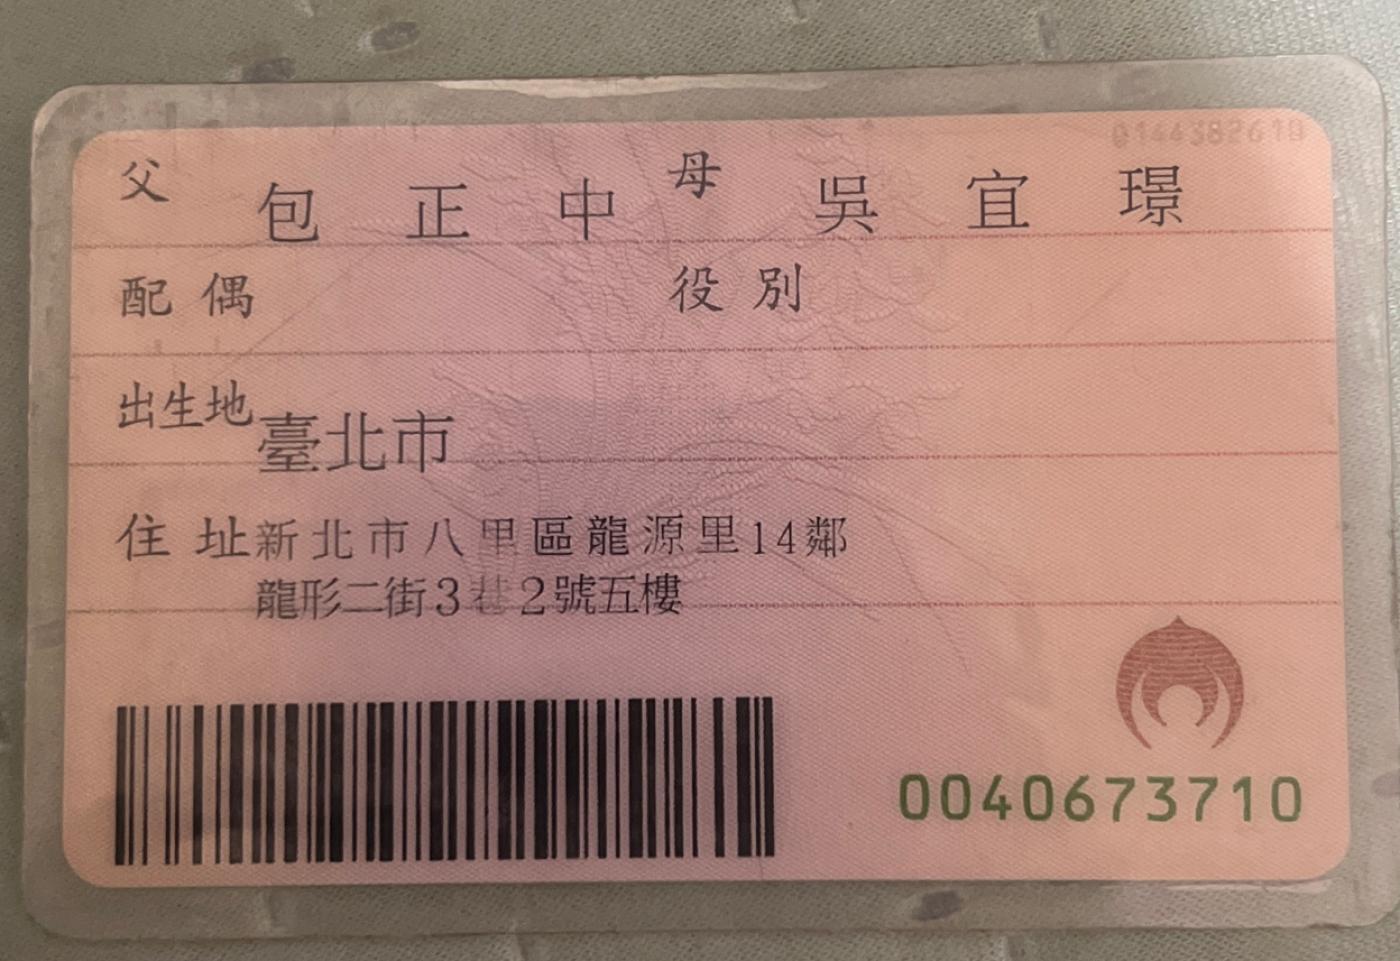 0144382610
父 包正中 母 吳宜璟
配偶 役別
出生地 臺北市
住址 新北市八里區龍源里14鄰
龍形二街3巷2號五樓
0040673710